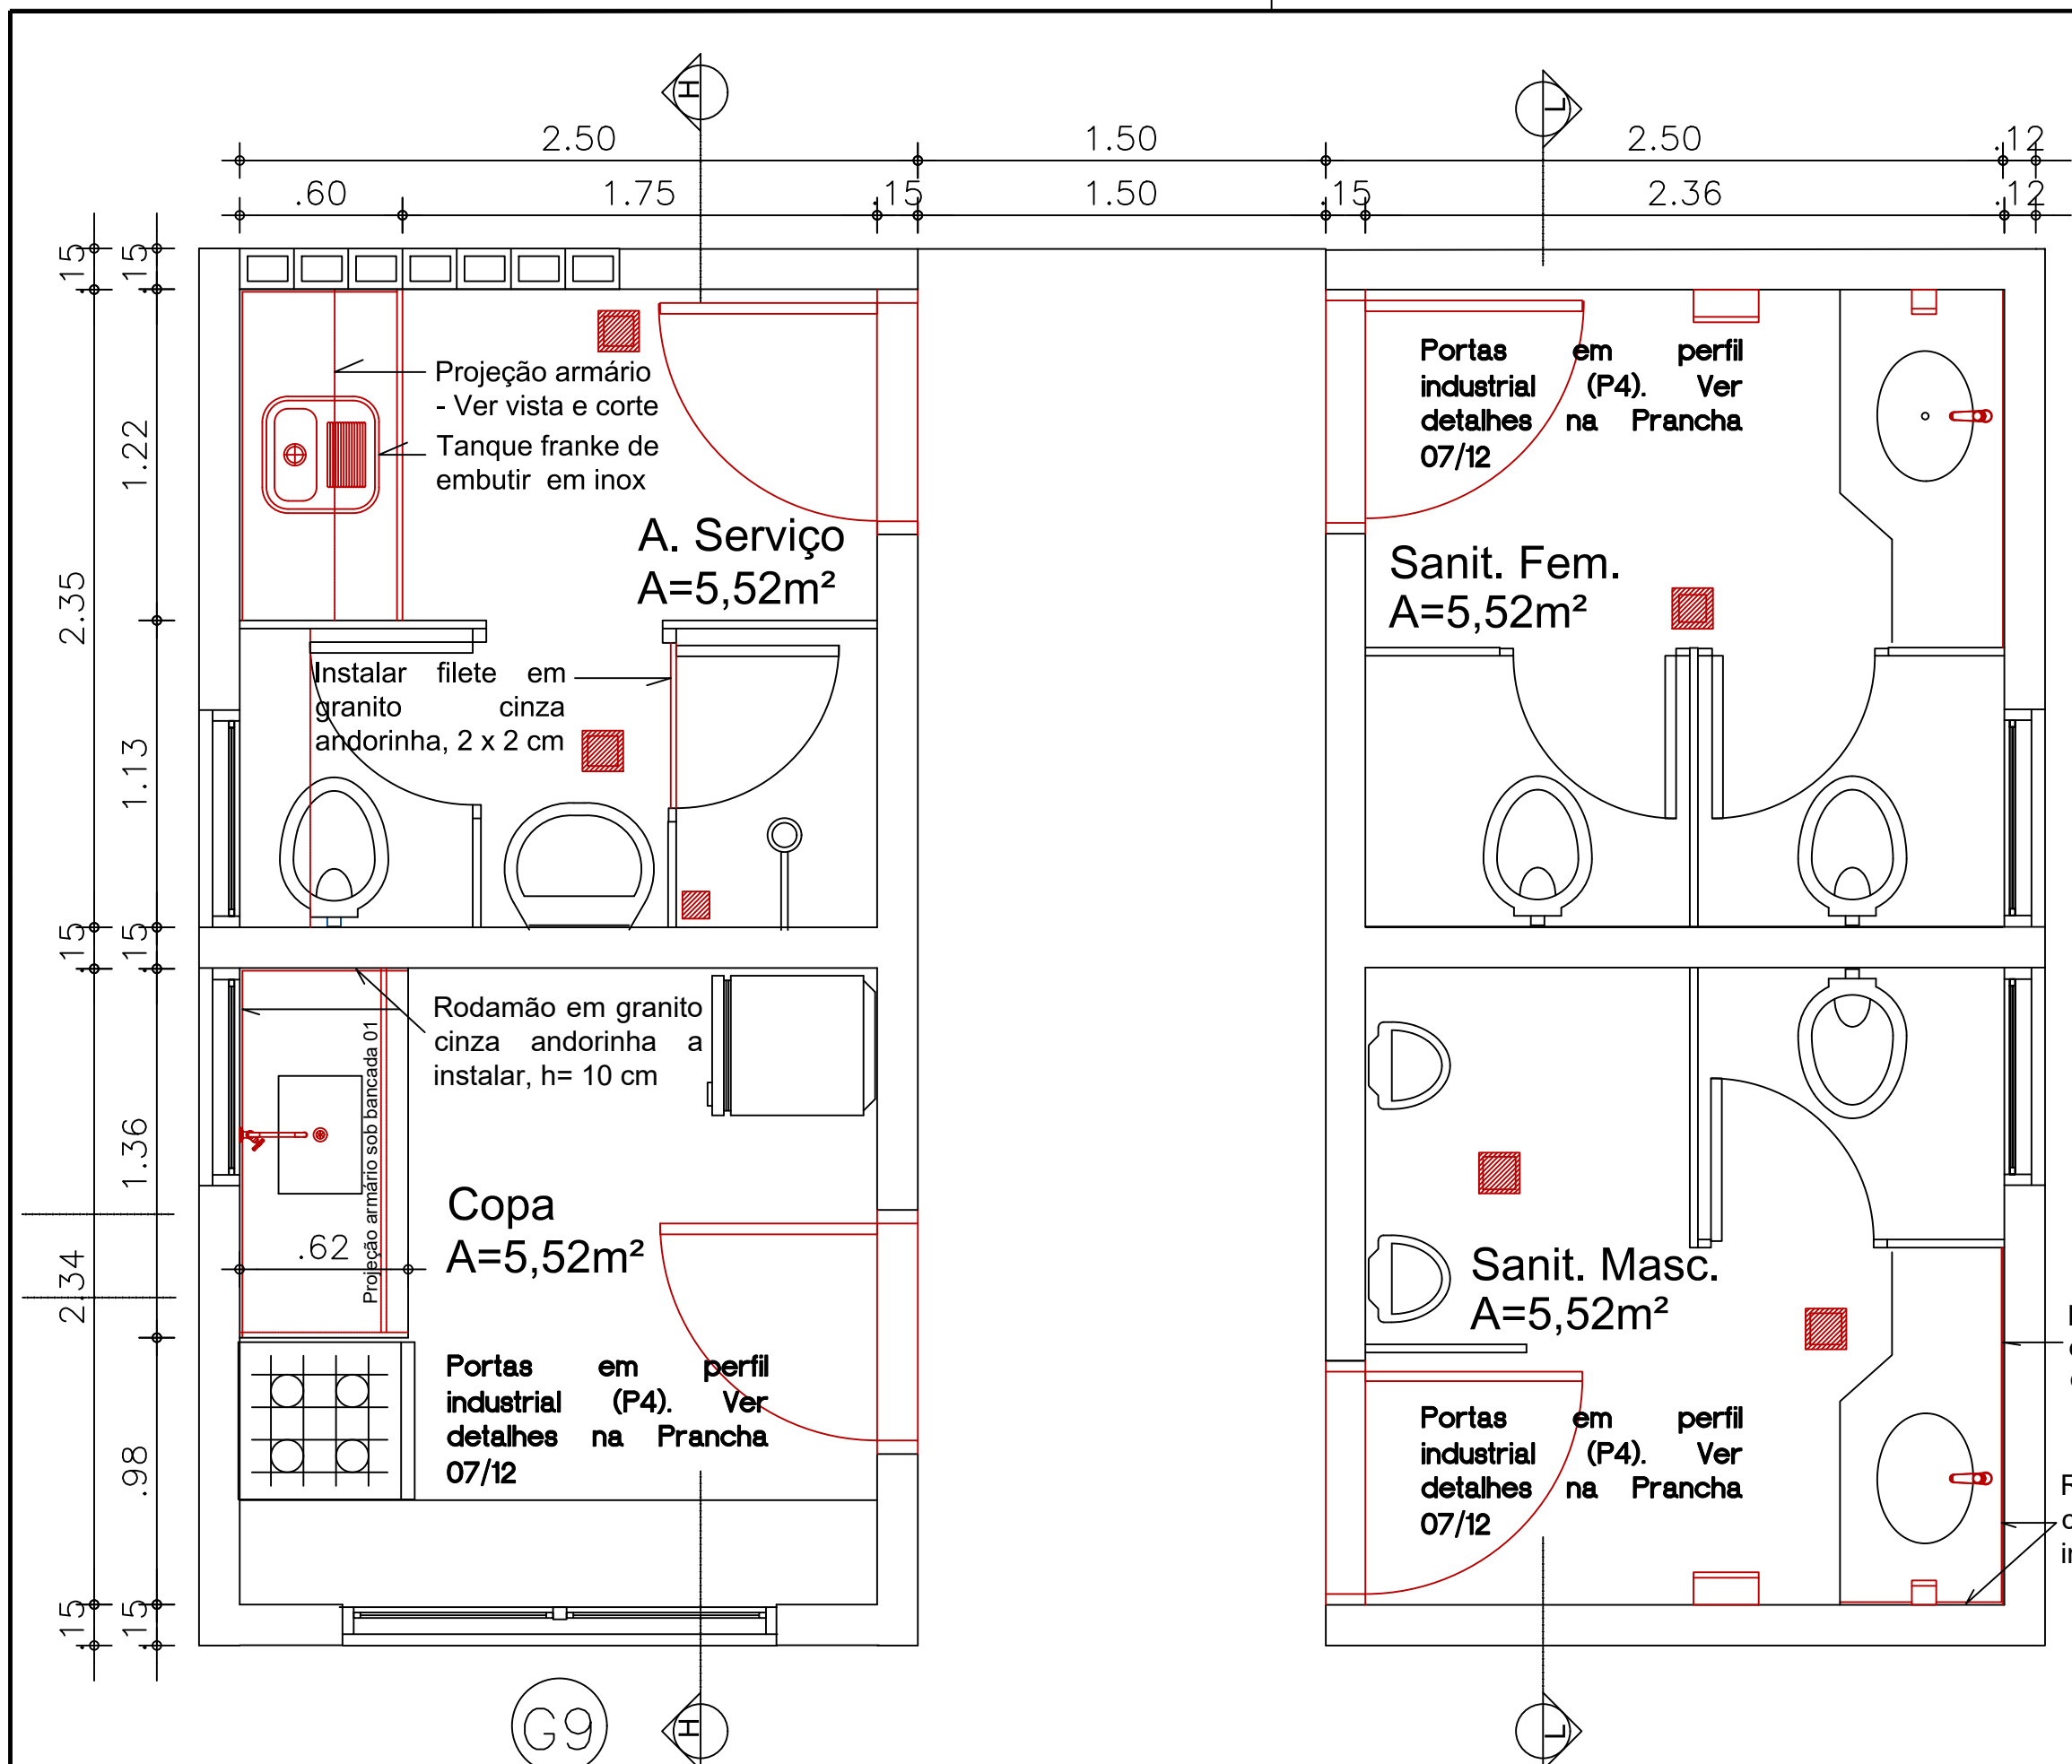 H
L
2.50
1.50
2.50
.12
.60
1.75
.15
1.50
.15
2.36
.12
.15
.15
2.35
1.22
1.13
.15
.15
2.34
1.36
.98
.15
.15
Projeção armário
- Ver vista e corte
Tanque franke de
embutir em inox
A. Serviço
A=5,52m²
Instalar filete em
granito cinza
andorinha, 2 x 2 cm
Portas em perfil
industrial (P4). Ver
detalhes na Prancha
07/12
Sanit. Fem.
A=5,52m²
Rodamão em granito
cinza andorinha a
instalar, h= 10 cm
Projeção armário sob bancada 01
.62
Copa
A=5,52m²
Portas em perfil
industrial (P4). Ver
detalhes na Prancha
07/12
Sanit. Masc.
A=5,52m²
Portas em perfil
industrial (P4). Ver
detalhes na Prancha
07/12
G9
H
L